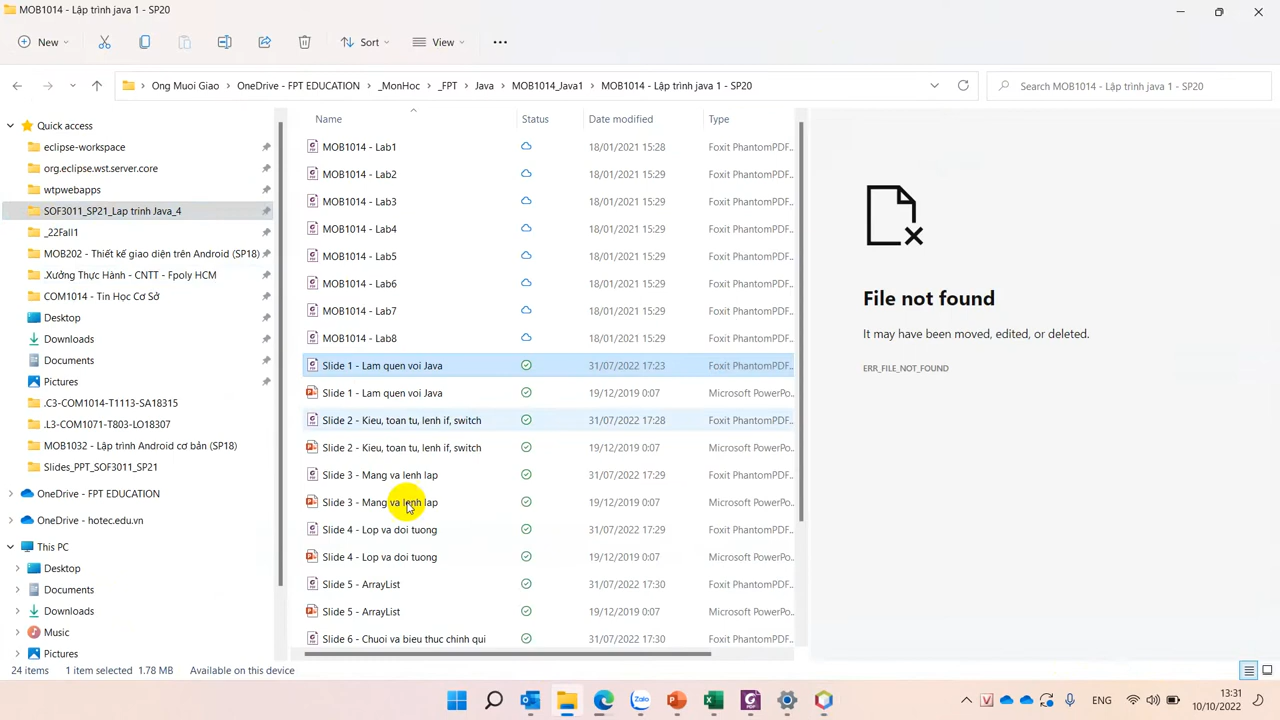 MOB1014 - Lập trình java 1 - SP20
New
Sort
View
Ong Muoi Giao > OneDrive - FPT EDUCATION > _MonHoc > _FPT > Java > MOB1014_Java1 > MOB1014 - Lập trình java 1 - SP20
Search MOB1014 - Lập trình java 1 - SP20
Name Status Date modified Type
Quick access
eclipse-workspace
org.eclipse.wst.server.core
wtpwebapps
SOF3011_SP21_Lap trinh Java_4
_22Fall1
MOB202 - Thiết kế giao diện trên Android (SP18)
.Xưởng Thực Hành - CNTT - Fpoly HCM
COM1014 - Tin Học Cơ Sở
Desktop
Downloads
Documents
Pictures
.C3-COM1014-T1113-SA18315
.L3-COM1071-T803-LO18307
MOB1032 - Lập trình Android cơ bản (SP18)
Slides_PPT_SOF3011_SP21
OneDrive - FPT EDUCATION
OneDrive - hotec.edu.vn
This PC
Desktop
Documents
Downloads
Music
Pictures
MOB1014 - Lab1 18/01/2021 15:28 Foxit PhantomPDF...
MOB1014 - Lab2 18/01/2021 15:29 Foxit PhantomPDF...
MOB1014 - Lab3 18/01/2021 15:29 Foxit PhantomPDF...
MOB1014 - Lab4 18/01/2021 15:29 Foxit PhantomPDF...
MOB1014 - Lab5 18/01/2021 15:29 Foxit PhantomPDF...
MOB1014 - Lab6 18/01/2021 15:29 Foxit PhantomPDF...
MOB1014 - Lab7 18/01/2021 15:29 Foxit PhantomPDF...
MOB1014 - Lab8 18/01/2021 15:29 Foxit PhantomPDF...
Slide 1 - Lam quen voi Java 31/07/2022 17:23 Foxit PhantomPDF...
Slide 1 - Lam quen voi Java 19/12/2019 0:07 Microsoft PowerPo...
Slide 2 - Kieu, toan tu, lenh if, switch 31/07/2022 17:28 Foxit PhantomPDF...
Slide 2 - Kieu, toan tu, lenh if, switch 19/12/2019 0:07 Microsoft PowerPo...
Slide 3 - Mang va lenh lap 31/07/2022 17:29 Foxit PhantomPDF...
Slide 3 - Mang va lenh lap 19/12/2019 0:07 Microsoft PowerPo...
Slide 4 - Lop va doi tuong 31/07/2022 17:29 Foxit PhantomPDF...
Slide 4 - Lop va doi tuong 19/12/2019 0:07 Microsoft PowerPo...
Slide 5 - ArrayList 31/07/2022 17:30 Foxit PhantomPDF...
Slide 5 - ArrayList 19/12/2019 0:07 Microsoft PowerPo...
Slide 6 - Chuoi va bieu thuc chinh qui 31/07/2022 17:30 Foxit PhantomPDF...
File not found
It may have been moved, edited, or deleted.
ERR_FILE_NOT_FOUND
24 items 1 item selected 1.78 MB Available on this device
Zalo
PDF
ENG
13:31
10/10/2022